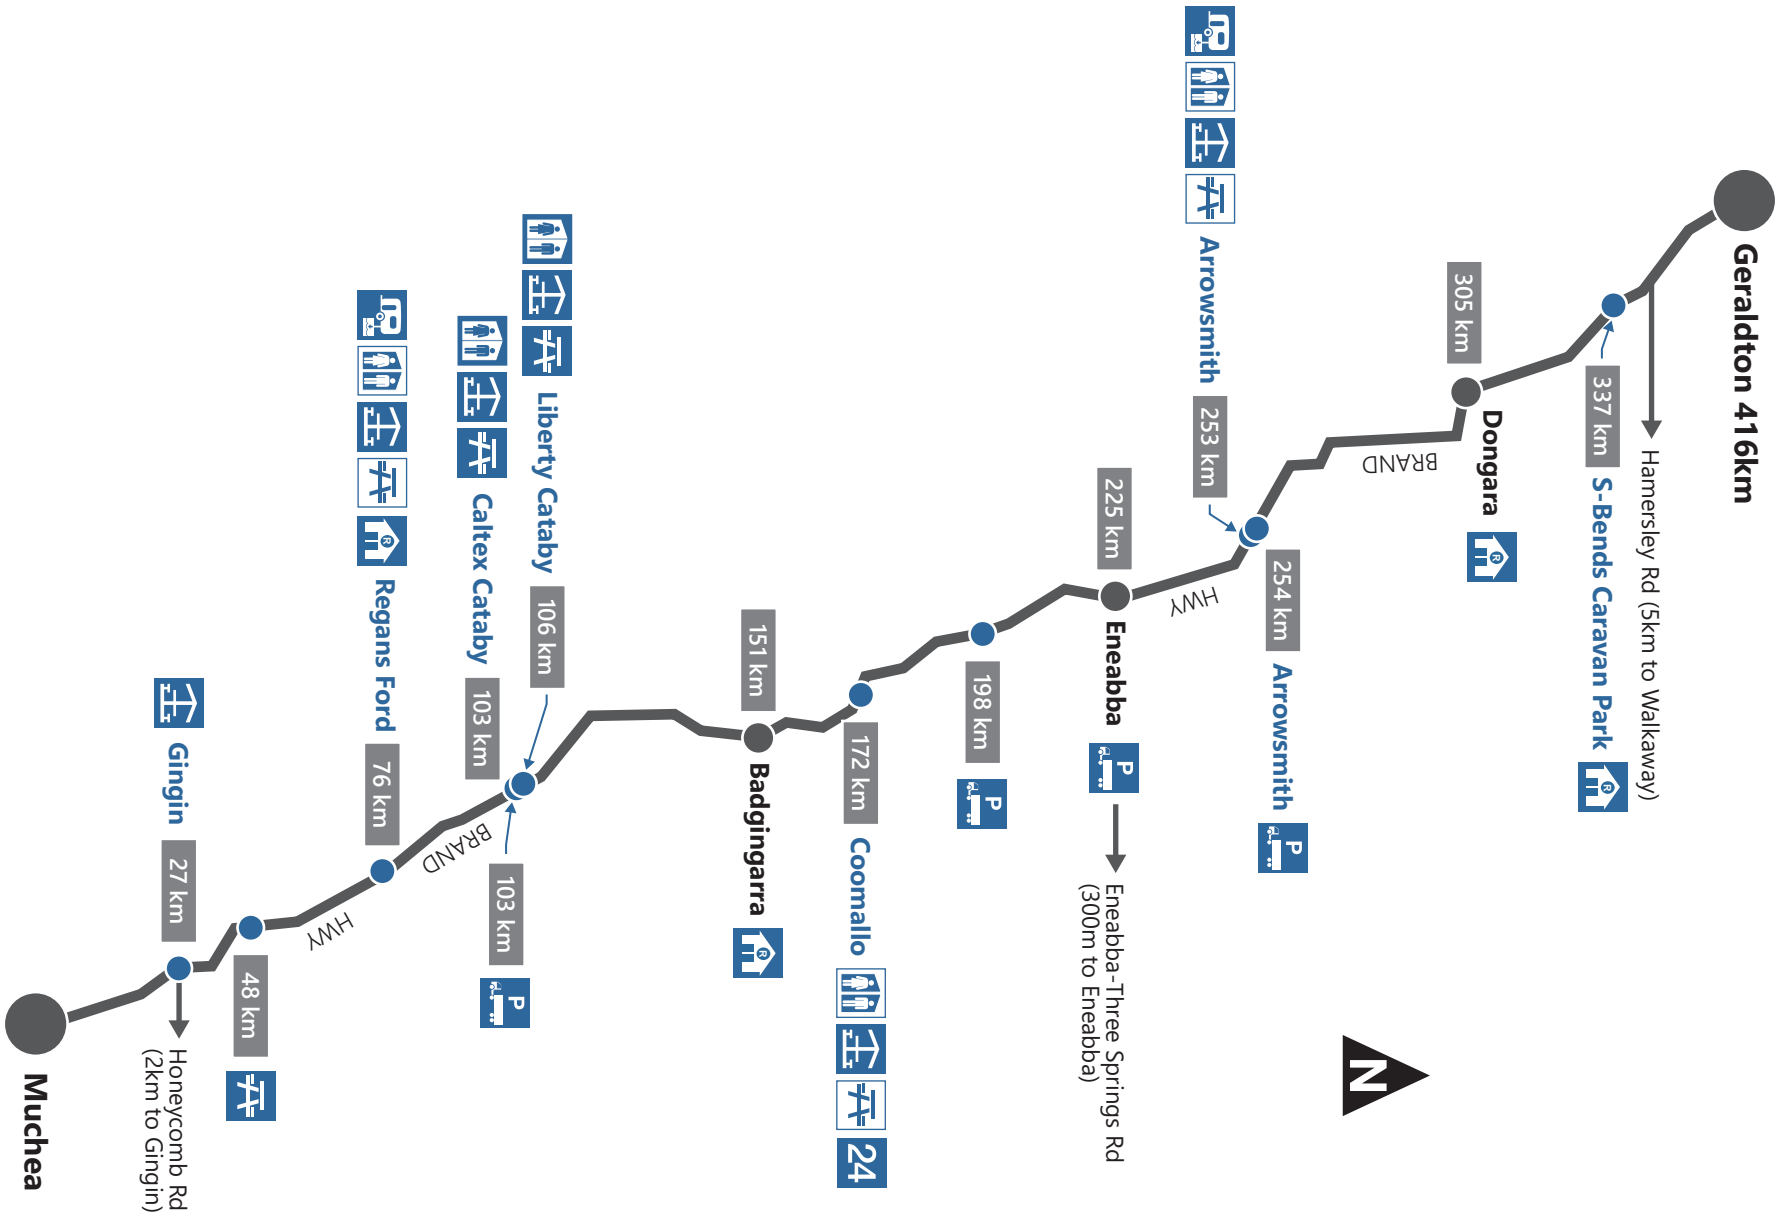 Geraldton 416km
Hamersley Rd (5km to Walkaway)
337 km
S-Bends Caravan Park
R
305 km
Dongara
R
BRAND
254 km
Arrowsmith
P
Arrowsmith
253 km
HWY
225 km
Eneabba
P
Eneabba-Three Springs Rd
(300m to Eneabba)
198 km
P
172 km
Coomallo
24
151 km
Badgingarra
R
Liberty Cataby
106 km
Caltex Cataby
103 km
103 km
P
BRAND
R
Regans Ford
76 km
HWY
48 km
Gingin
27 km
Honeycomb Rd
(2km to Gingin)
Muchea
N